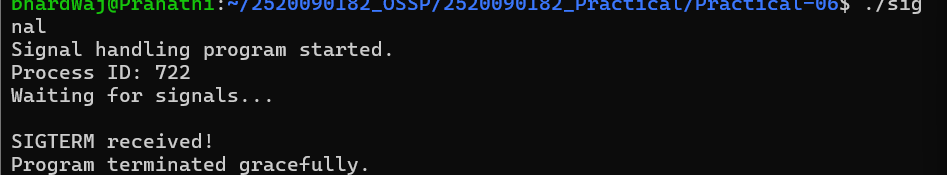 bhardwaj@Pranathi:~/2520090182_OSSP/2520090182_Practical/Practical-06$ ./sig
nal
Signal handling program started.
Process ID: 722
Waiting for signals...
SIGTERM received!
Program terminated gracefully.